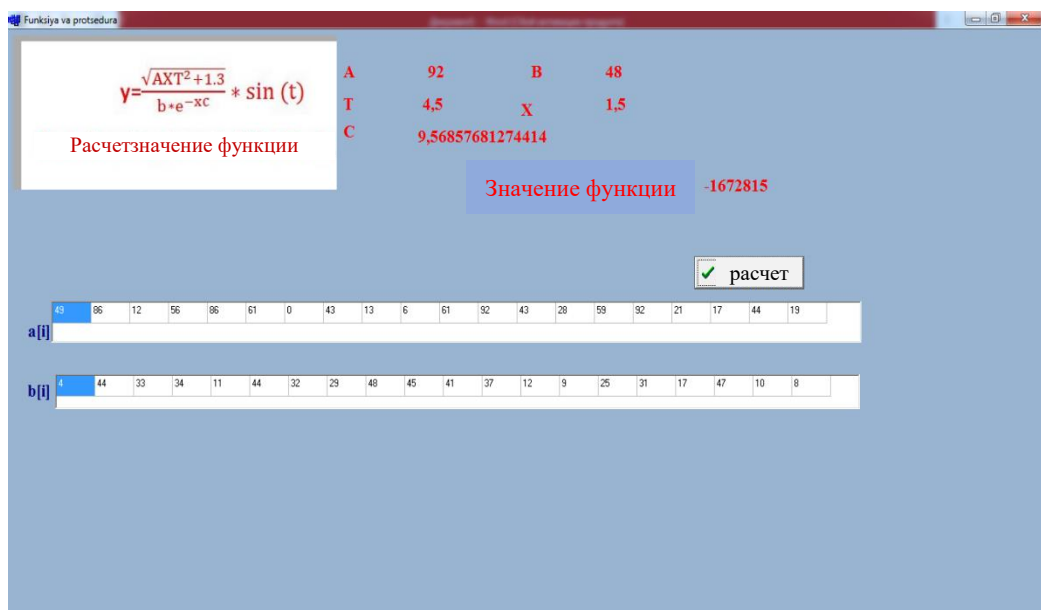 Funksiya va protsedura
y=√AXT²+1.3/b*e⁻ˣᶜ * sin (t)
Расчетзначение функции
A 92 B 48
T 4,5 X 1,5
C 9,56857681274414
Значение функции -1672815
расчет
a[i] 49 86 12 56 86 61 0 43 13 6 61 92 43 28 59 92 21 17 44 19
b[i] 4 44 33 34 11 44 32 29 48 45 41 37 12 9 25 31 17 47 10 8